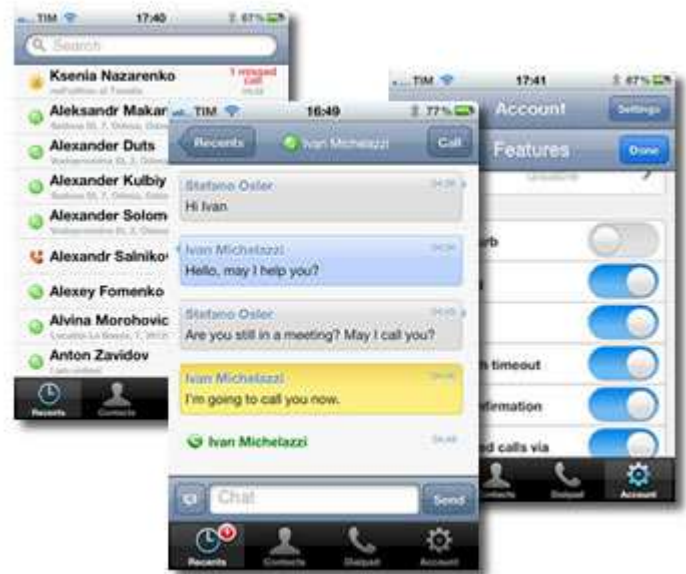 TIM 17:40 67%
Search
Ksenia Nazarenko
1 missed call
Aleksandr Makar
Alexander Duts
Alexander Kulbiy
Alexander Solom
Alexandr Salniko
Alexey Fomenko
Alvina Morohovic
Anton Zavidov
Recents
Contacts
TIM 16:49 77%
Recents
Ivan Michelazzi
Call
Stefano Osler
Hi Ivan
Ivan Michelazzi
Hello, may I help you?
Stefano Osler
Are you still in a meeting? May I call you?
Ivan Michelazzi
I'm going to call you now.
Ivan Michelazzi
Chat
Send
Recents
Contacts
Dialpad
Account
TIM 17:41 67%
Account
Settings
Features
Done
rb
timeout
firmation
ed calls via
Dialpad
Account